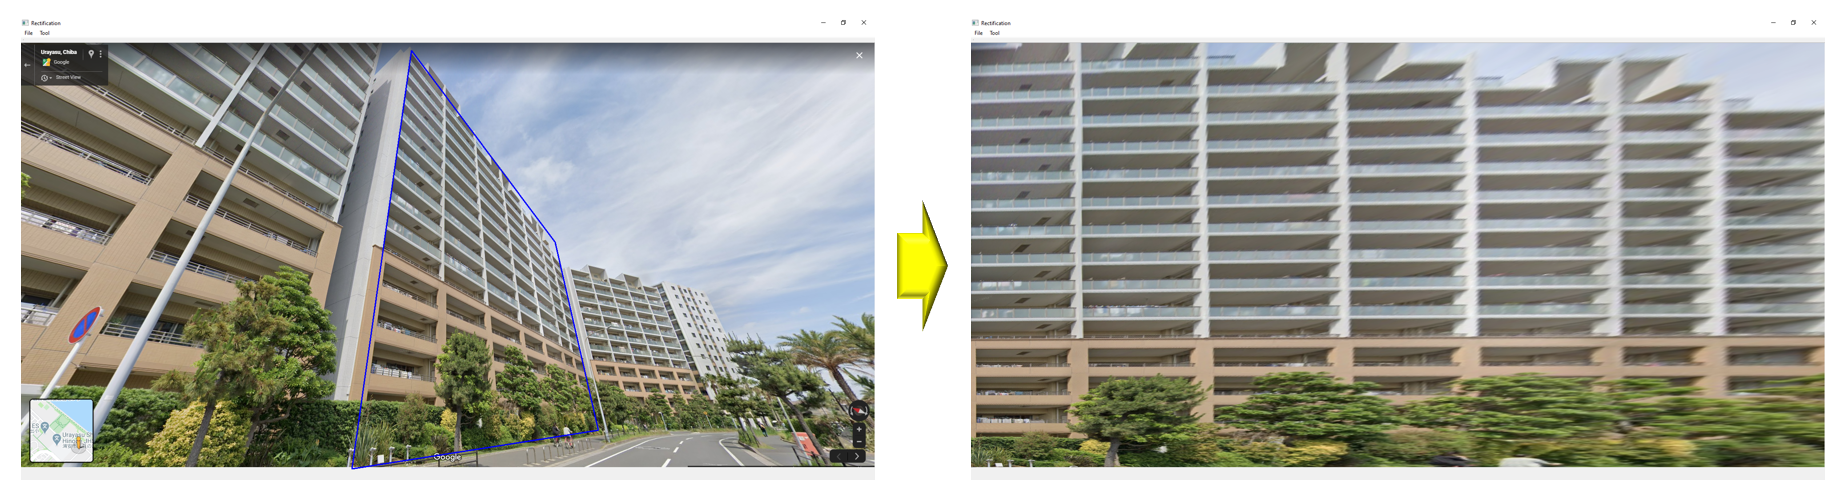 Rectification
File Tool
Urayasu, Chiba
Google
Street View
Google
Rectification
File Tool